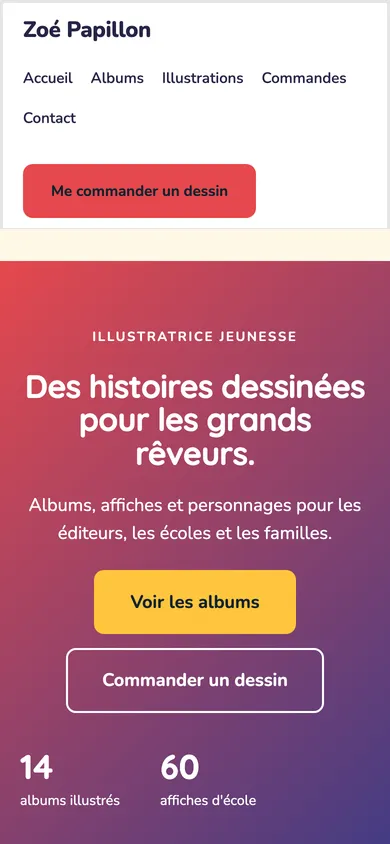 Zoé Papillon
Accueil Albums Illustrations Commandes
Contact
Me commander un dessin
ILLUSTRATRICE JEUNESSE
Des histoires dessinées
pour les grands
rêveurs.
Albums, affiches et personnages pour les
éditeurs, les écoles et les familles.
Voir les albums
Commander un dessin
14 60
albums illustrés affiches d'école